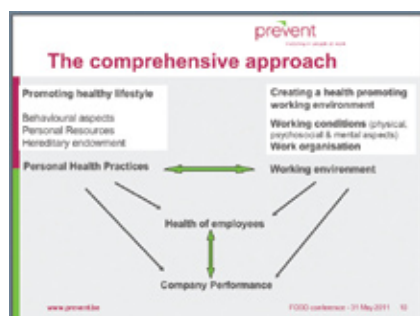 prevent
The comprehensive approach
Promoting healthy lifestyle
Behavioural aspects
Personal Resources
Hereditary endowment
Creating a health promoting
working environment
Working conditions (physical,
psychosocial & mental aspects)
Work organisation
Personal Health Practices
Working environment
Health of employees
Company Performance
www.prevent.be
FOOD conference - 31 May 2011
10